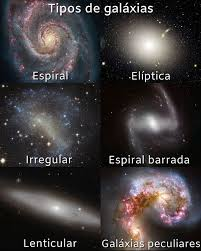 Tipos de galáxias
Espiral
Elíptica
Irregular
Espiral barrada
Lenticular
Galáxias peculiares